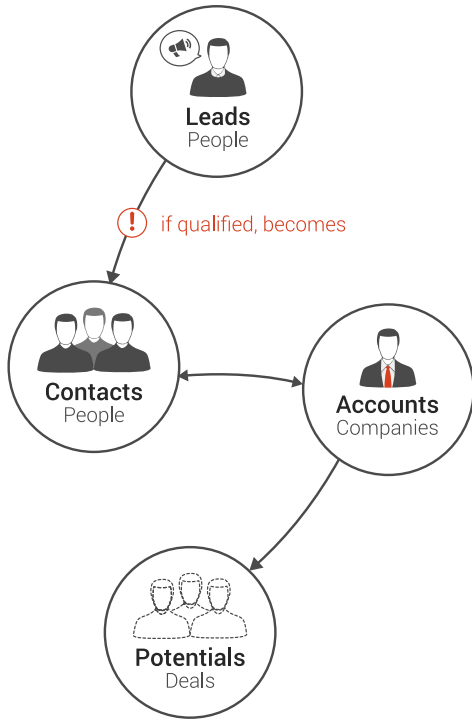 Leads
People
! if qualified, becomes
Contacts
People
Accounts
Companies
Potentials
Deals